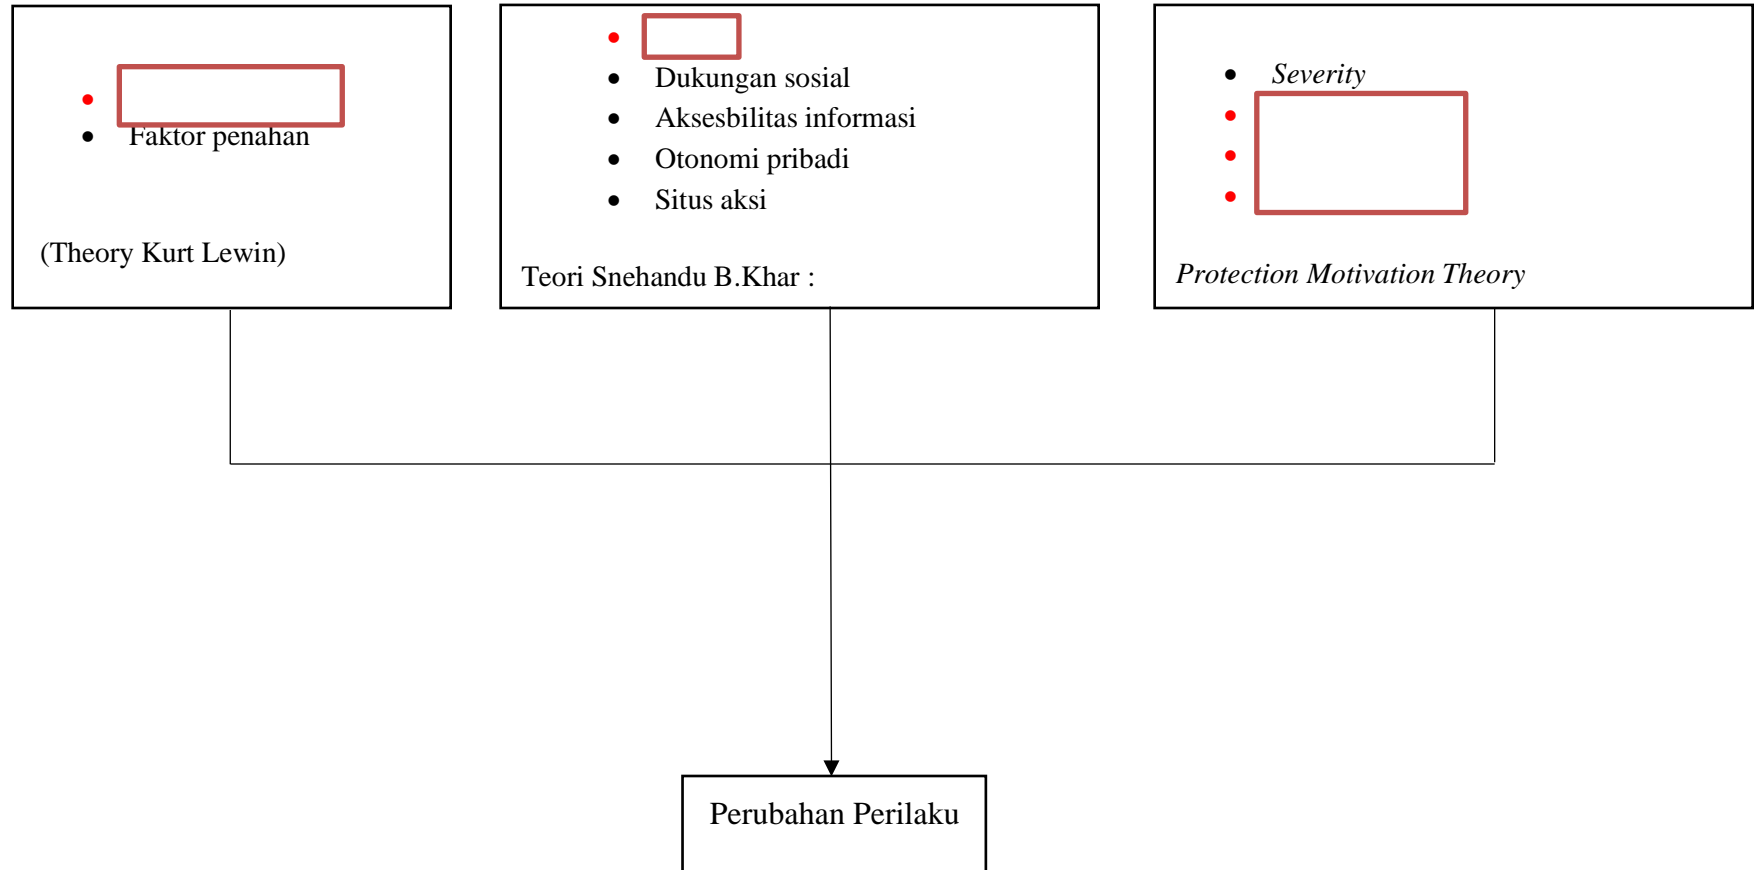 Faktor penahan
(Theory Kurt Lewin)
Dukungan sosial
Aksesbilitas informasi
Otonomi pribadi
Situs aksi
Teori Snehandu B.Khar :
Severity
Protection Motivation Theory
Perubahan Perilaku